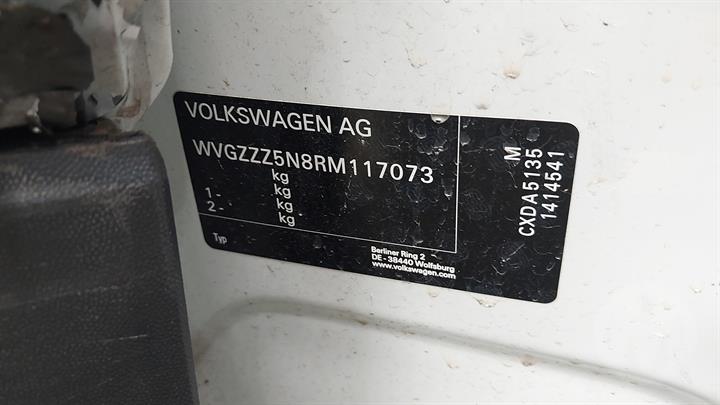 VOLKSWAGEN AG
WVGZZZ5N8RM117073
kg
1 - kg
2 - kg
kg
Typ
Berliner Ring 2
DE - 38440 Wolfsburg
www.volkswagen.com
M
CXDA5135
1414541